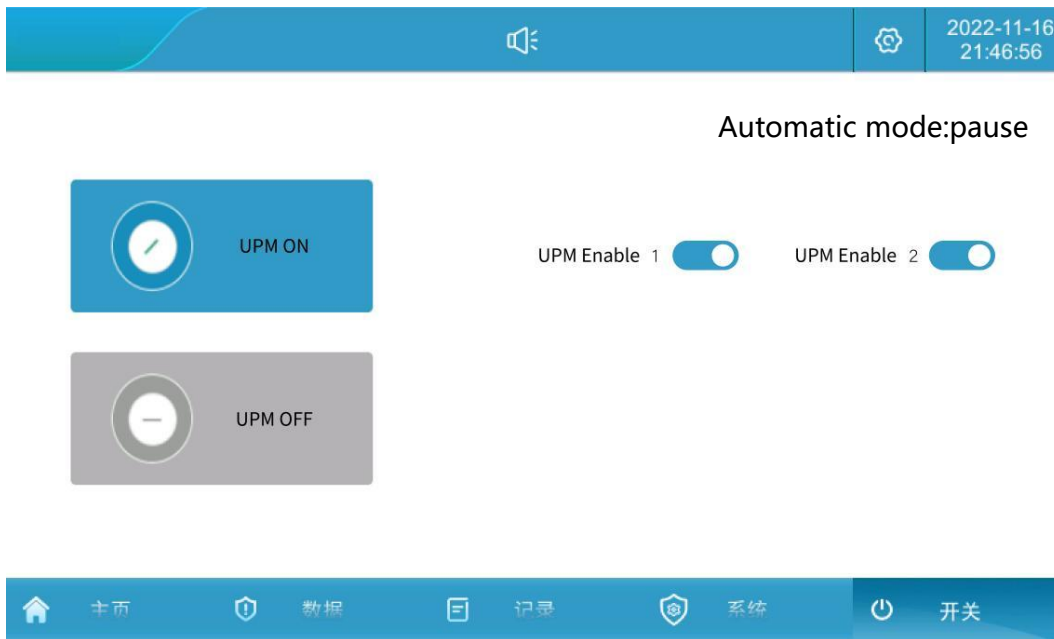 2022-11-16
21:46:56
Automatic mode:pause
UPM ON
UPM Enable 1
UPM Enable 2
UPM OFF
主页
数据
记录
系统
开关